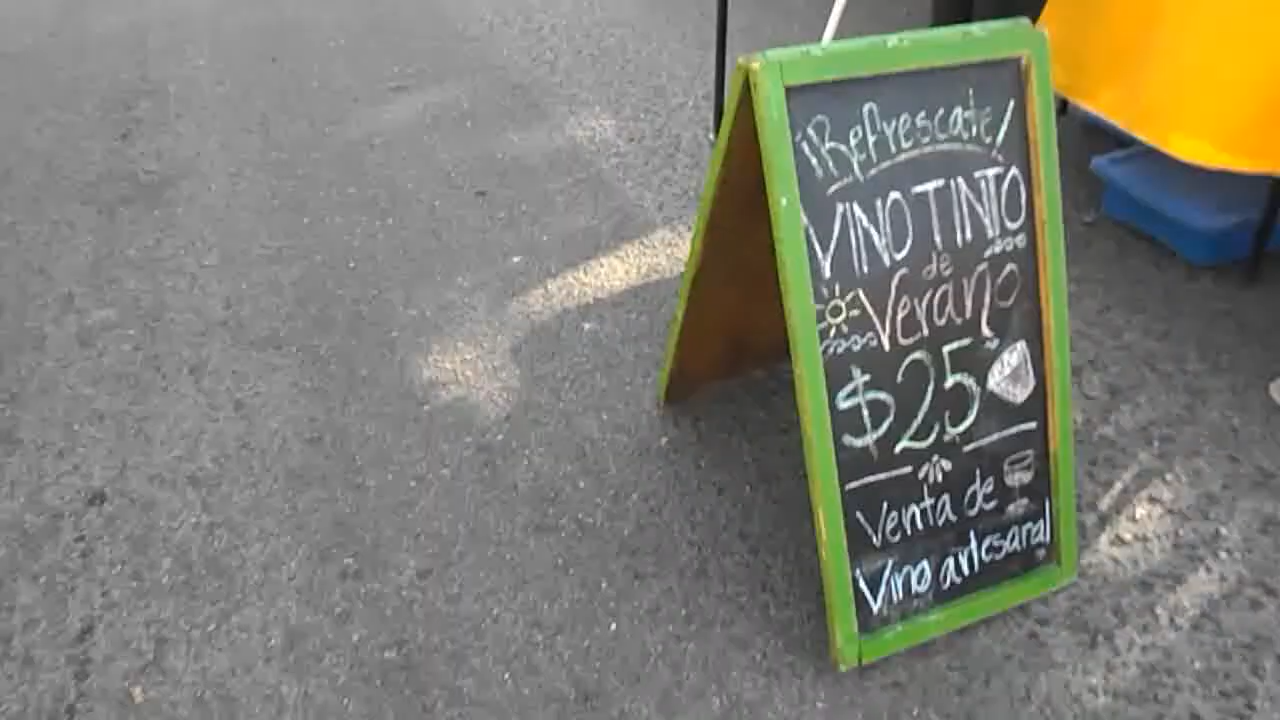 ¡Refrescate!
VINO TINTO
de
Verano
$25
Venta de
Vino artesanal